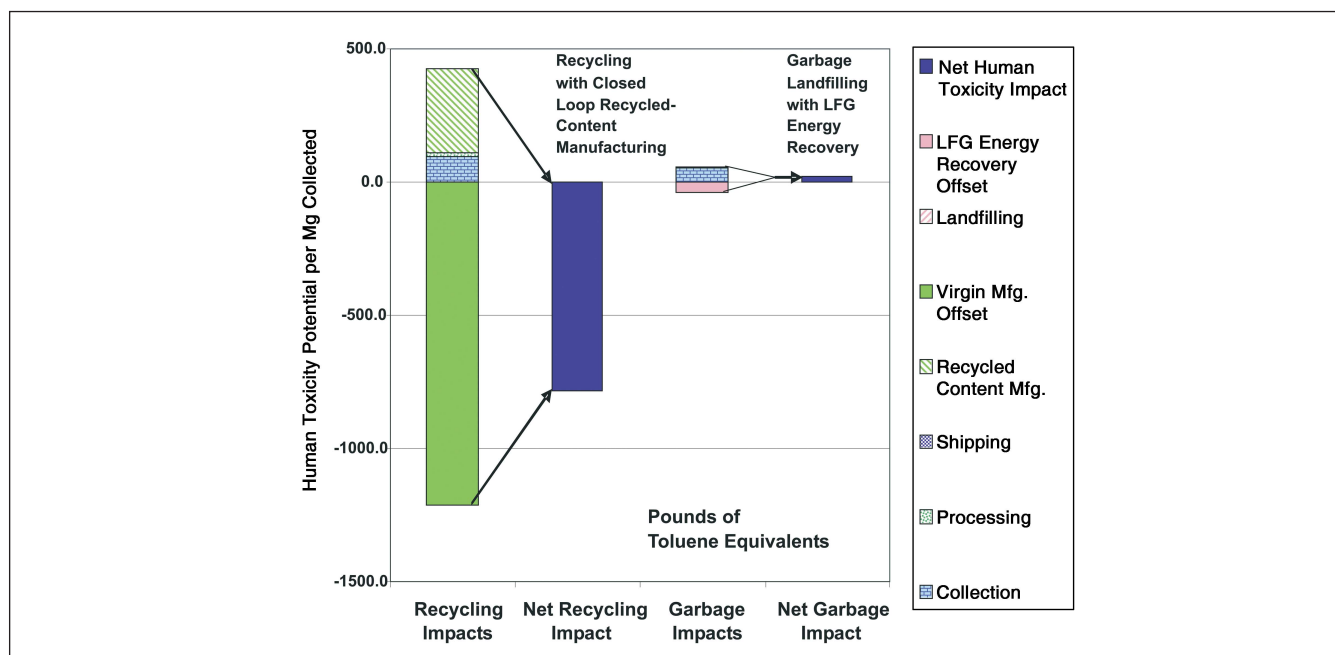 500.0
0.0
-500.0
-1000.0
-1500.0
Human Toxicity Potential per Mg Collected
Recycling
with Closed
Loop Recycled-
Content
Manufacturing
Garbage
Landfilling
with LFG
Energy
Recovery
Pounds of
Toluene Equivalents
Recycling
Impacts
Net Recycling
Impact
Garbage
Impacts
Net Garbage
Impact
Net Human
Toxicity Impact
LFG Energy
Recovery
Offset
Landfilling
Virgin Mfg.
Offset
Recycled
Content Mfg.
Shipping
Processing
Collection